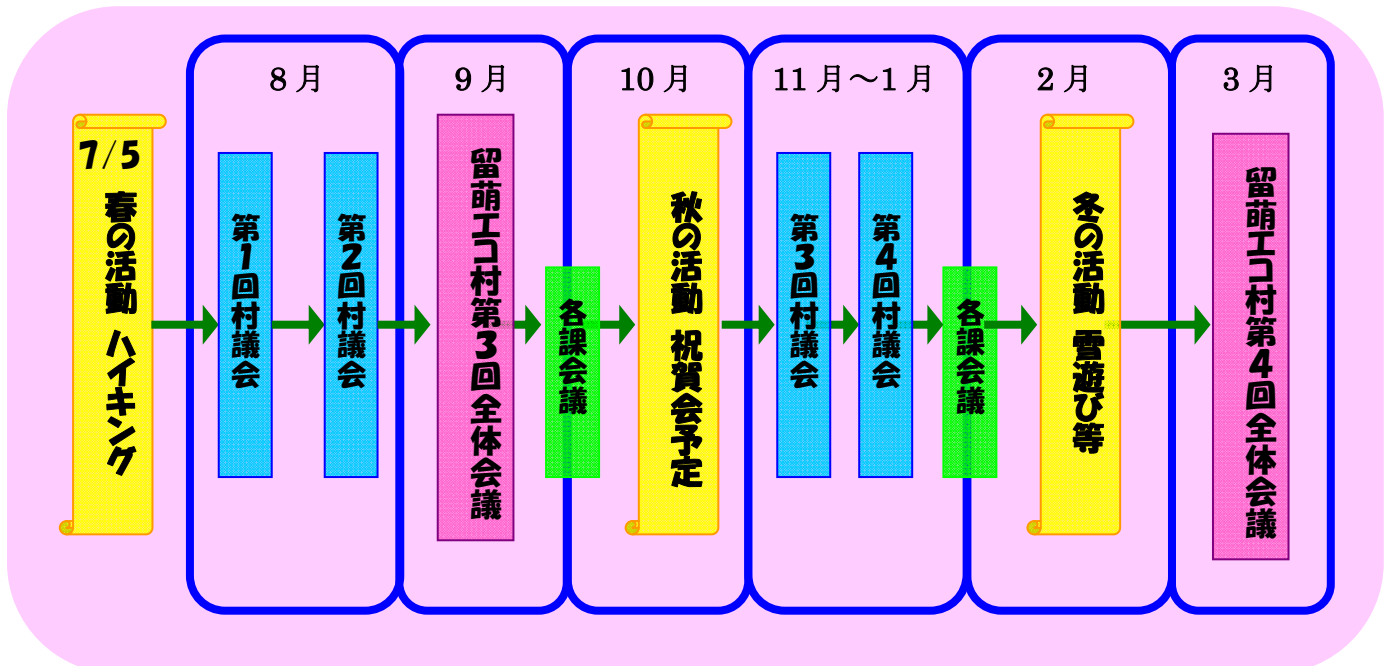 8月
9月
10月
11月～1月
2月
3月
7/5
春の活動 ハイキング
第1回村議会
第2回村議会
留萌エコ村第3回全体会議
各課会議
秋の活動 祝賀会予定
第3回村議会
第4回村議会
各課会議
冬の活動 雪遊び等
留萌エコ村第4回全体会議